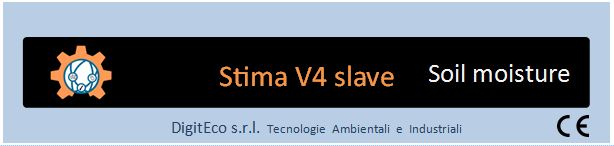 Stima V4 slave Soil moisture
DigitEco s.r.l. Tecnologie Ambientali e Industriali CE